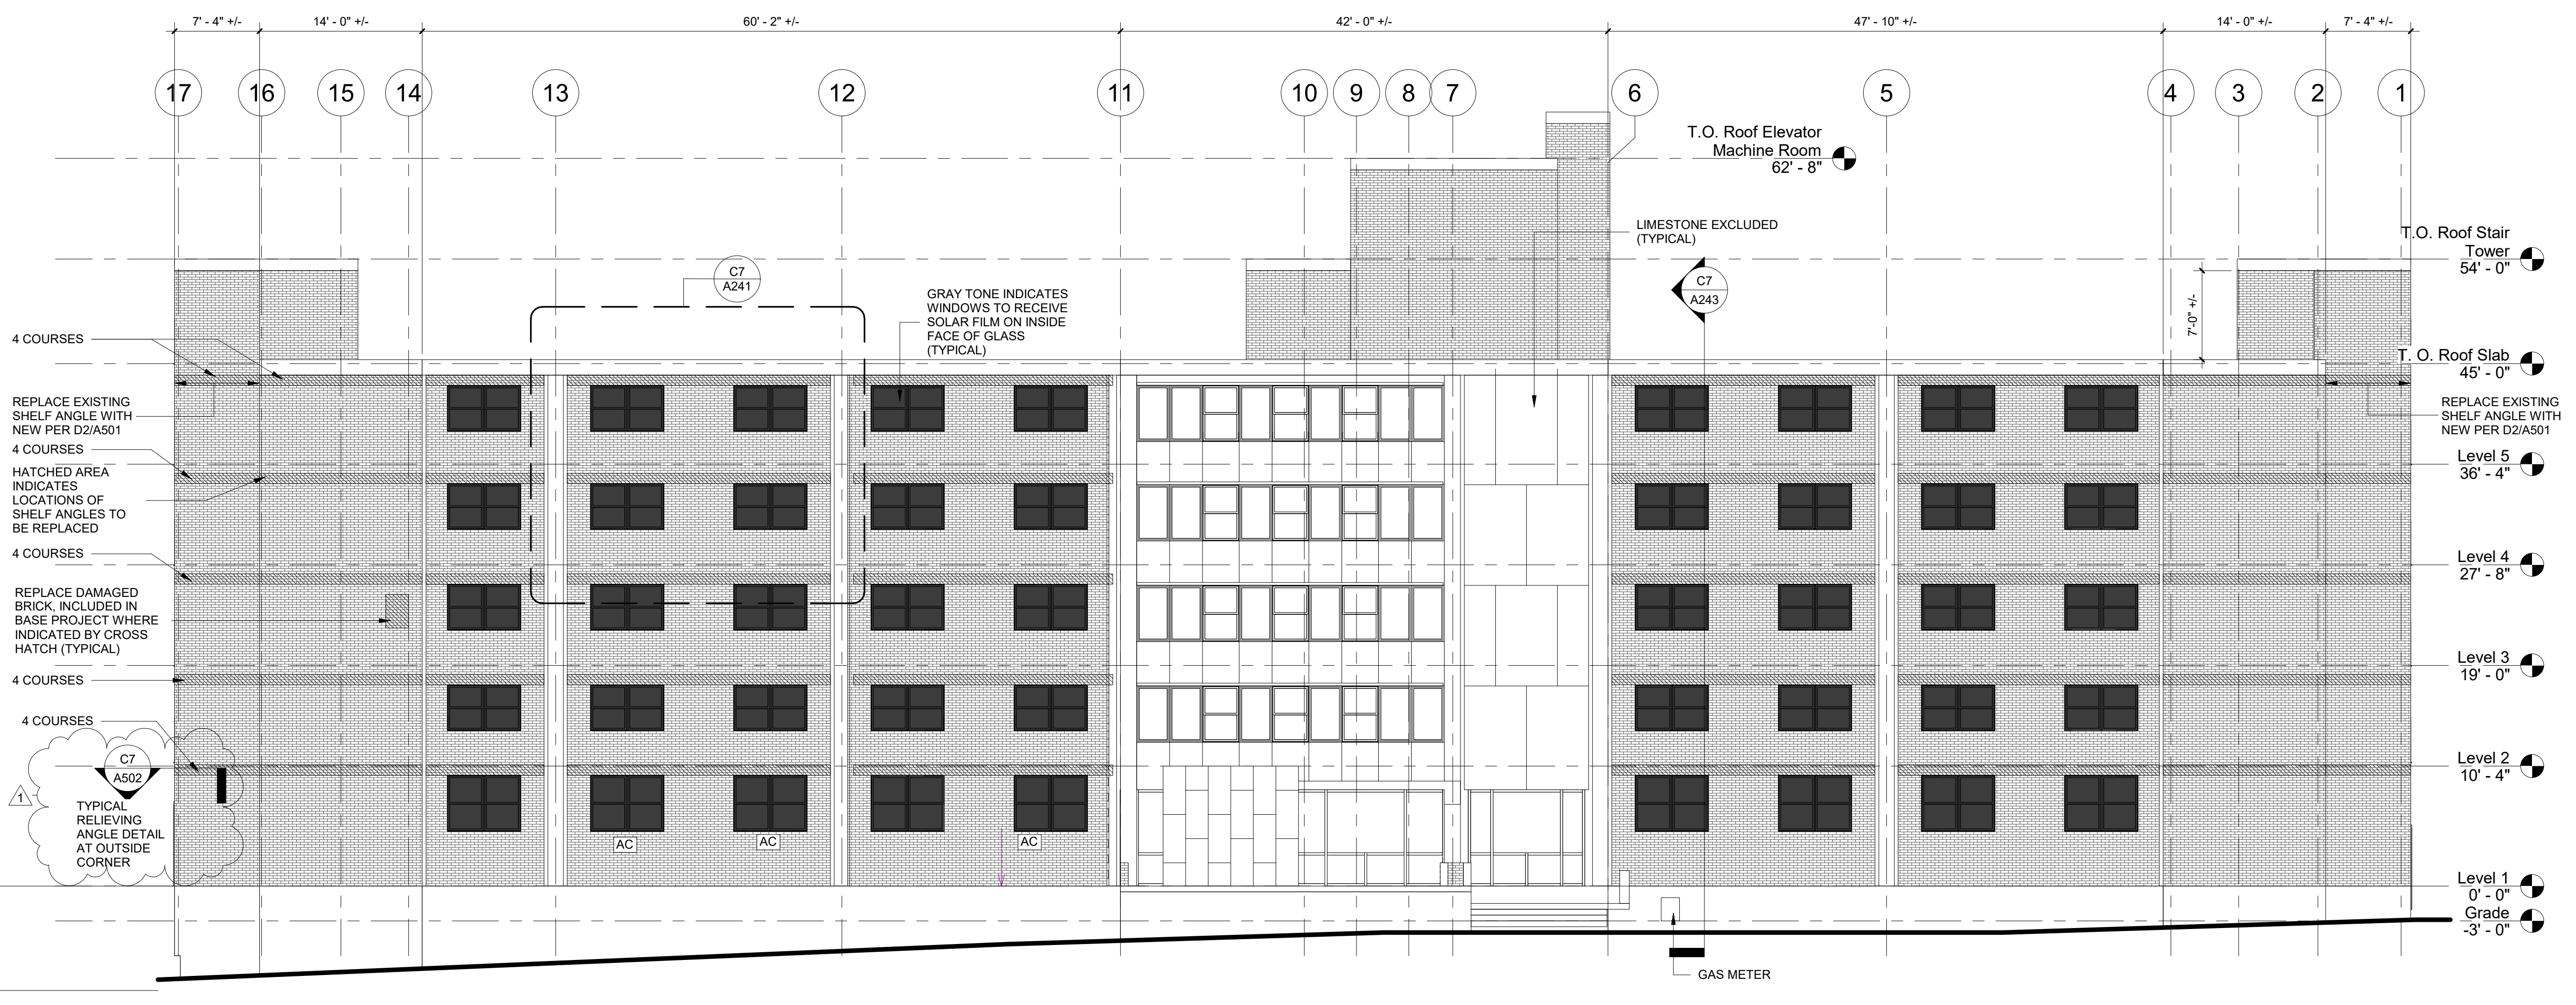 7' - 4" +/-
14' - 0" +/-
60' - 2" +/-
42' - 0" +/-
47' - 10" +/-
14' - 0" +/-
7' - 4" +/-
17
16
15
14
13
12
11
10
9
8
7
6
5
4
3
2
1
T.O. Roof Elevator
Machine Room
62' - 8"
LIMESTONE EXCLUDED
(TYPICAL)
T.O. Roof Stair
Tower
54' - 0"
C7
A241
C7
A243
GRAY TONE INDICATES
WINDOWS TO RECEIVE
SOLAR FILM ON INSIDE
FACE OF GLASS
(TYPICAL)
7'-0" +/-
4 COURSES
T. O. Roof Slab
45' - 0"
REPLACE EXISTING
SHELF ANGLE WITH
NEW PER D2/A501
REPLACE EXISTING
SHELF ANGLE WITH
NEW PER D2/A501
4 COURSES
HATCHED AREA
INDICATES
LOCATIONS OF
SHELF ANGLES TO
BE REPLACED
Level 5
36' - 4"
4 COURSES
Level 4
27' - 8"
REPLACE DAMAGED
BRICK, INCLUDED IN
BASE PROJECT WHERE
INDICATED BY CROSS
HATCH (TYPICAL)
4 COURSES
Level 3
19' - 0"
4 COURSES
C7
A502
1
TYPICAL
RELIEVING
ANGLE DETAIL
AT OUTSIDE
CORNER
Level 2
10' - 4"
AC
AC
AC
Level 1
0' - 0"
Grade
-3' - 0"
GAS METER